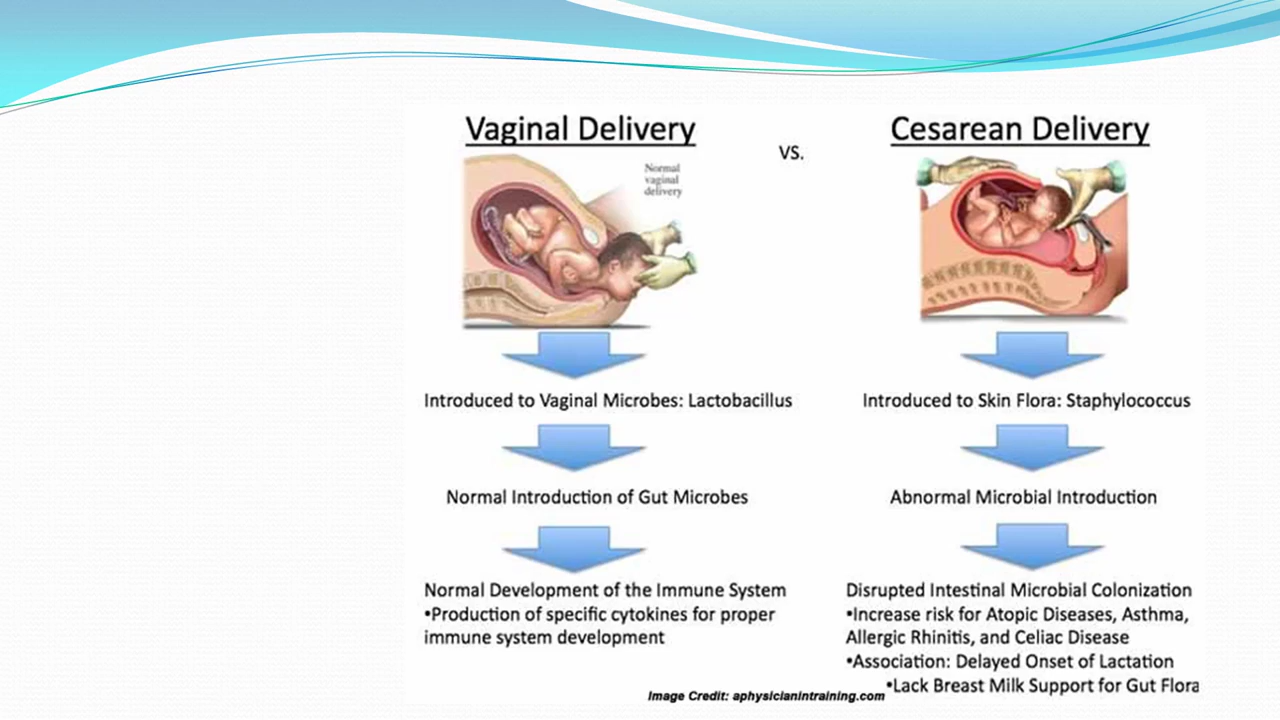 Vaginal Delivery
vs.
Cesarean Delivery
Normal
vaginal
delivery
Introduced to Vaginal Microbes: Lactobacillus
Normal Introduction of Gut Microbes
Normal Development of the Immune System
•Production of specific cytokines for proper
immune system development
Introduced to Skin Flora: Staphylococcus
Abnormal Microbial Introduction
Disrupted Intestinal Microbial Colonization
•Increase risk for Atopic Diseases, Asthma,
Allergic Rhinitis, and Celiac Disease
•Association: Delayed Onset of Lactation
•Lack Breast Milk Support for Gut Flora
Image Credit: aphysicianintraining.com